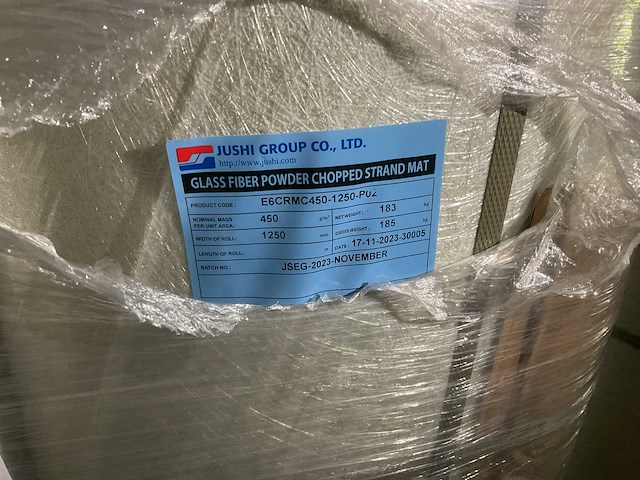 JUSHI GROUP CO., LTD.
http://www.jushi.com
GLASS FIBER POWDER CHOPPED STRAND MAT
PRODUCT CODE : E6CRMC450-1250-P02
NOMINAL MASS PER UNIT AREA: 450 g/m² NET WEIGHT : 183 kg
WIDTH OF ROLL: 1250 mm GROSS WEIGHT : 185 kg
LENGTH OF ROLL: m DATE : 17-11-2023-30005
BATCH NO.: JSEG-2023-NOVEMBER